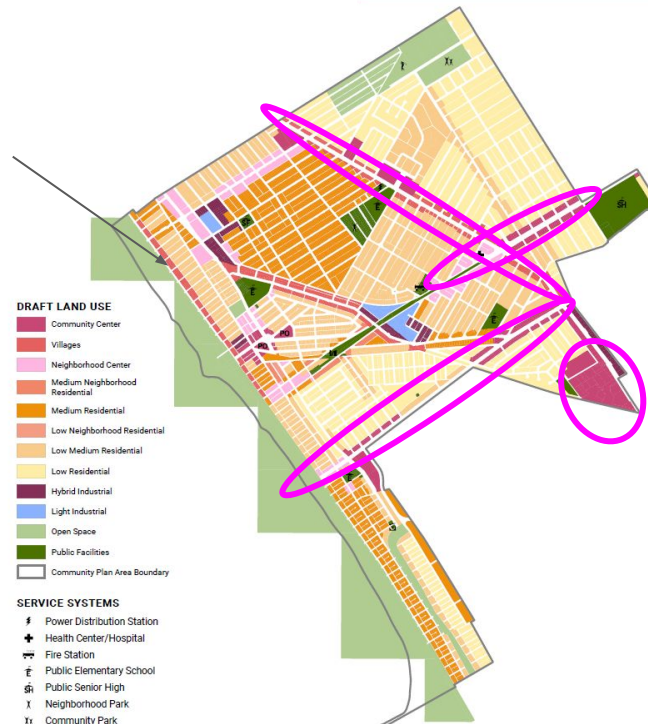 DRAFT LAND USE
Community Center
Villages
Neighborhood Center
Medium Neighborhood
Residential
Medium Residential
Low Neighborhood Residential
Low Medium Residential
Low Residential
Hybrid Industrial
Light Industrial
Open Space
Public Facilities
Community Plan Area Boundary
SERVICE SYSTEMS
Power Distribution Station
Health Center/Hospital
Fire Station
E Public Elementary School
SH Public Senior High
Neighborhood Park
Community Park
SH
E
E
E
PO
PO
E